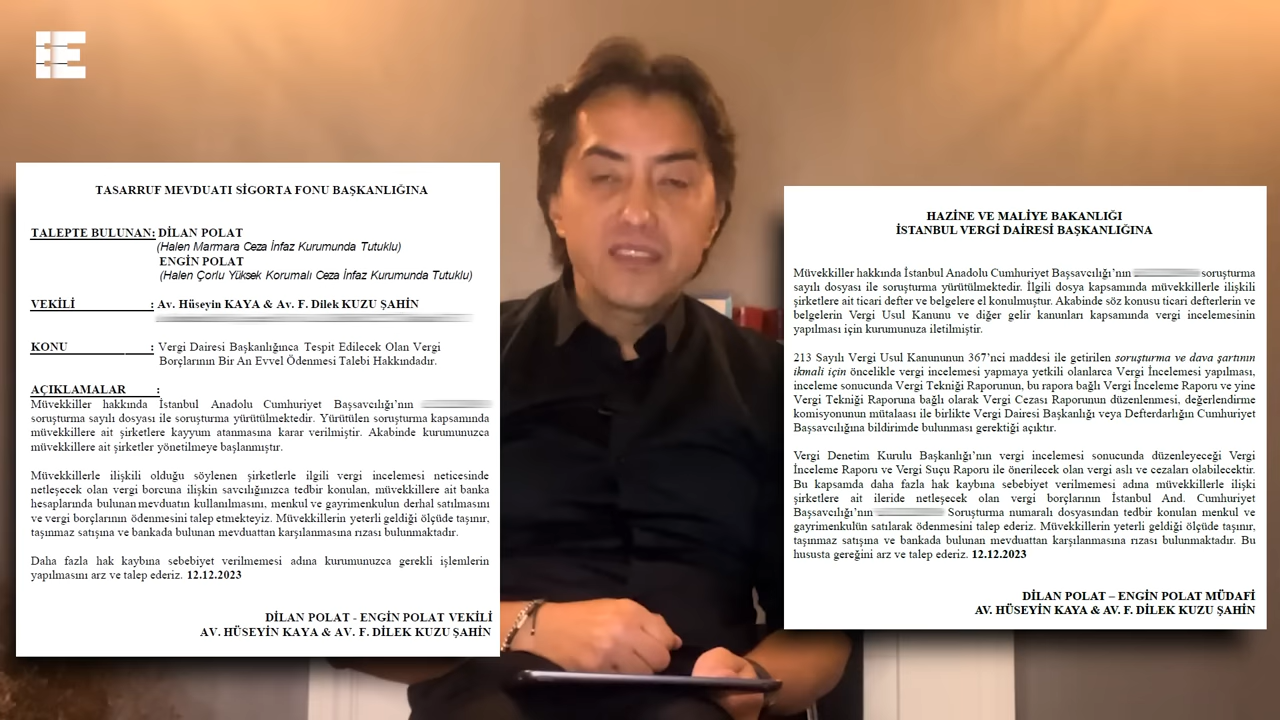 E
TASARRUF MEVDUATI SİGORTA FONU BAŞKANLIĞINA
TALEPTE BULUNAN: DİLAN POLAT
(Halen Marmara Ceza İnfaz Kurumunda Tutuklu)
ENGİN POLAT
(Halen Çorlu Yüksek Korumalı Ceza İnfaz Kurumunda Tutuklu)
VEKİLİ : Av. Hüseyin KAYA & Av. F. Dilek KUZU ŞAHİN
KONU : Vergi Dairesi Başkanlığınca Tespit Edilecek Olan Vergi
Borçlarının Bir An Evvel Ödenmesi Talebi Hakkındadır.
AÇIKLAMALAR :
Müvekkiller hakkında İstanbul Anadolu Cumhuriyet Başsavcılığı’nın
soruşturma sayılı dosyası ile soruşturma yürütülmektedir. Yürütülen soruşturma kapsamında
müvekkillere ait şirketlere kayyum atanmasına karar verilmiştir. Akabinde kurumunuzca
müvekkillere ait şirketler yönetilmeye başlanmıştır.
Müvekkillerle ilişkili olduğu söylenen şirketlerle ilgili vergi incelemesi neticesinde
netleşecek olan vergi borcuna ilişkin savcılığınızca tedbir konulan, müvekkillere ait banka
hesaplarında bulunan mevduatın kullanılmasını, menkul ve gayrimenkulun derhal satılmasını
ve vergi borçlarının ödenmesini talep etmekteyiz. Müvekkillerin yeterli geldiği ölçüde taşınır,
taşınmaz satışına ve bankada bulunan mevduattan karşılanmasına rızası bulunmaktadır.
Daha fazla hak kaybına sebebiyet verilmemesi adına kurumunuzca gerekli işlemlerin
yapılmasını arz ve talep ederiz. 12.12.2023
DİLAN POLAT - ENGİN POLAT VEKİLİ
AV. HÜSEYİN KAYA & AV. F. DİLEK KUZU ŞAHİN
HAZİNE VE MALİYE BAKANLIĞI
İSTANBUL VERGİ DAİRESİ BAŞKANLIĞINA
Müvekkiller hakkında İstanbul Anadolu Cumhuriyet Başsavcılığı’nın soruşturma
sayılı dosyası ile soruşturma yürütülmektedir. İlgili dosya kapsamında müvekkillerle ilişkili
şirketlere ait ticari defter ve belgelere el konulmuştur. Akabinde söz konusu ticari defterlerin ve
belgelerin Vergi Usul Kanunu ve diğer gelir kanunları kapsamında vergi incelemesinin
yapılması için kurumunuza iletilmiştir.
213 Sayılı Vergi Usul Kanununun 367’nci maddesi ile getirilen soruşturma ve dava şartının
ikmali için öncelikle vergi incelemesi yapmaya yetkili olanlarca Vergi İncelemesi yapılması,
inceleme sonucunda Vergi Tekniği Raporunun, bu rapora bağlı Vergi İnceleme Raporu ve yine
Vergi Tekniği Raporuna bağlı olarak Vergi Cezası Raporunun düzenlenmesi, değerlendirme
komisyonunun mütalaası ile birlikte Vergi Dairesi Başkanlığı veya Defterdarlığın Cumhuriyet
Başsavcılığına bildirimde bulunması gerektiği açıktır.
Vergi Denetim Kurulu Başkanlığı’nın vergi incelemesi sonucunda düzenleyeceği Vergi
İnceleme Raporu ve Vergi Suçu Raporu ile önerilecek olan vergi aslı ve cezaları olabilecektir.
Bu kapsamda daha fazla hak kaybına sebebiyet verilmemesi adına müvekkillerle ilişki
şirketlere ait ileride netleşecek olan vergi borçlarının İstanbul And. Cumhuriyet
Başsavcılığı’nın Soruşturma numaralı dosyasından tedbir konulan menkul ve
gayrimenkulün satılarak ödenmesini talep ederiz. Müvekkillerin yeterli geldiği ölçüde taşınır,
taşınmaz satışına ve bankada bulunan mevduattan karşılanmasına rızası bulunmaktadır. Bu
hususta gereğini arz ve talep ederiz. 12.12.2023
DİLAN POLAT – ENGİN POLAT MÜDAFİ
AV. HÜSEYİN KAYA & AV. F. DİLEK KUZU ŞAHİN